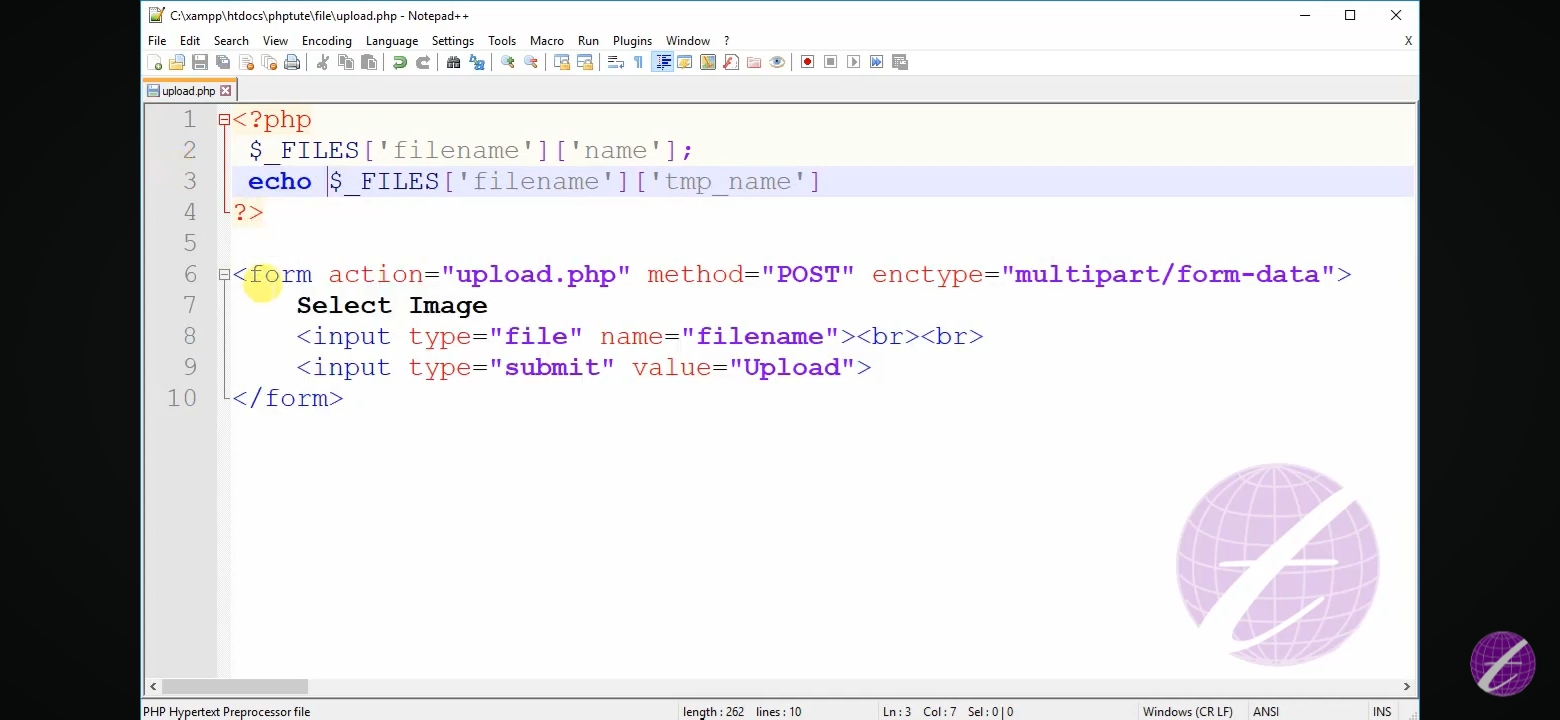 C:\xampp\htdocs\phptute\file\upload.php - Notepad++
File Edit Search View Encoding Language Settings Tools Macro Run Plugins Window ? X
upload.php
1 <?php
2 $_FILES['filename']['name'];
3 echo $_FILES['filename']['tmp_name']
4 ?>
5
6 <form action="upload.php" method="POST" enctype="multipart/form-data">
7 Select Image
8 <input type="file" name="filename"><br><br>
9 <input type="submit" value="Upload">
10 </form>
PHP Hypertext Preprocessor file length : 262 lines : 10 Ln : 3 Col : 7 Sel : 0 | 0 Windows (CR LF) ANSI INS